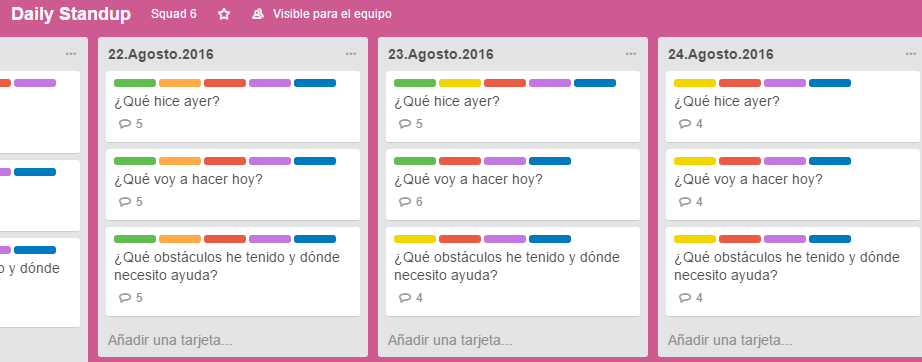 Daily Standup Squad 6 Visible para el equipo
o y dónde
22.Agosto.2016
¿Qué hice ayer?
5
¿Qué voy a hacer hoy?
5
¿Qué obstáculos he tenido y dónde
necesito ayuda?
5
Añadir una tarjeta...
23.Agosto.2016
¿Qué hice ayer?
5
¿Qué voy a hacer hoy?
6
¿Qué obstáculos he tenido y dónde
necesito ayuda?
4
Añadir una tarjeta...
24.Agosto.2016
¿Qué hice ayer?
4
¿Qué voy a hacer hoy?
4
¿Qué obstáculos he tenido y dónde
necesito ayuda?
4
Añadir una tarjeta...